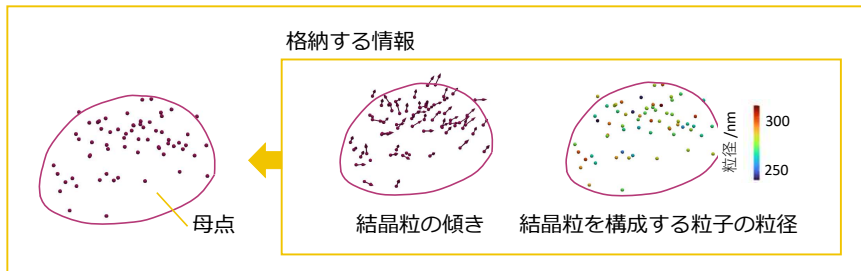 格納する情報
母点
結晶粒の傾き
結晶粒を構成する粒子の粒径
粒径 /nm
300
250